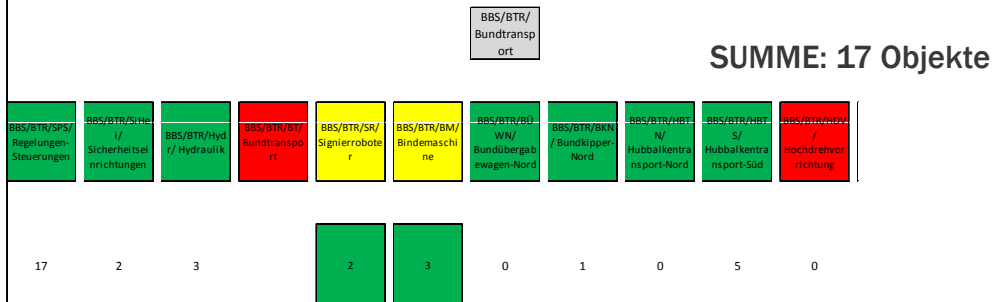 BBS/BTR/
Bundtransp
ort
SUMME: 17 Objekte
BBS/BTR/SPS/
Regelungen-
Steuerungen
BBS/BTR/SiHe
i/
Sicherheitsei
nrichtungen
BBS/BTR/Hyd
r/ Hydraulik
BBS/BTR/BT/
Bundtranspo
rt
BBS/BTR/SR/
Signierrobote
r
BBS/BTR/BM/
Bindemaschi
ne
BBS/BTR/BÜ
WN/
Bundübergab
ewagen-Nord
BBS/BTR/BKN
/ Bundkipper-
Nord
BBS/BTR/HBT
N/
Hubbalkentra
nsport-Nord
BBS/BTR/HBT
S/
Hubbalkentra
nsport-Süd
BBS/BTR/HDV
/
Hochdrehvor
richtung
17 2 3 2 3 0 1 0 5 0